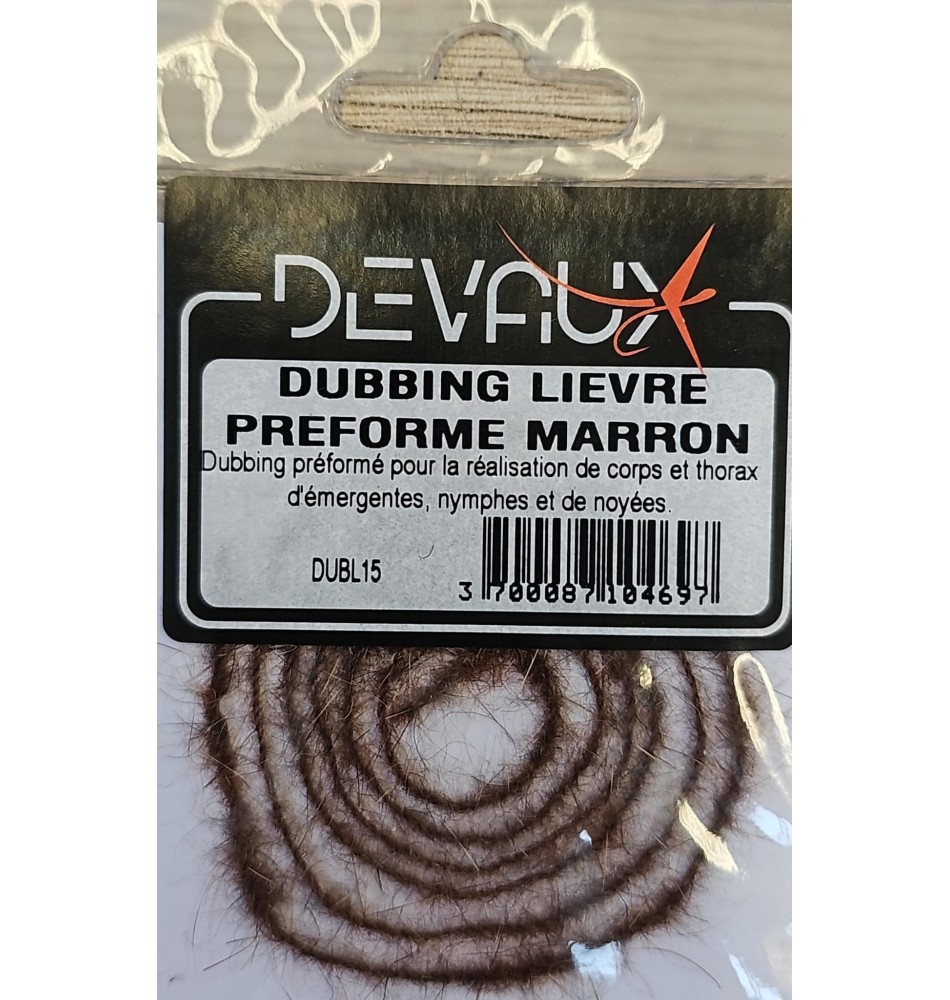 DEVAUX
DUBBING LIEVRE
PREFORME MARRON
Dubbing préformé pour la réalisation de corps et thorax
d'émergentes, nymphes et de noyées.
DUBL15
3 700087 104697